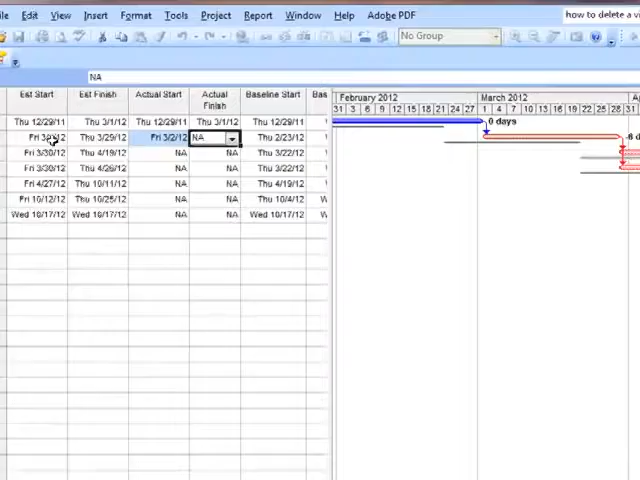 ile Edit View Insert Format Tools Project Report Window Help Adobe PDF how to delete a vi
No Group
NA
Est Start Est Finish Actual Start Actual Finish Baseline Start Bas
February 2012 March 2012
31 3 6 9 12 15 18 21 24 27 1 4 7 10 13 16 19 22 25 28 31
Thu 12/29/11 Thu 3/1/12 Thu 12/29/11 Thu 3/1/12 Thu 12/29/11 0 days
Fri Thu 3/29/12 Fri 3/2/12 NA Thu 2/23/12 -6 d
Fri 3/30/12 Thu 4/19/12 NA NA Thu 3/22/12
Fri 3/30/12 Thu 4/26/12 NA NA Thu 3/22/12
Fri 4/27/12 Thu 10/11/12 NA NA Thu 4/19/12
Fri 10/12/12 Thu 10/25/12 NA NA Thu 10/4/12 W
Wed 10/17/12 Wed 10/17/12 NA NA Wed 10/17/12 W